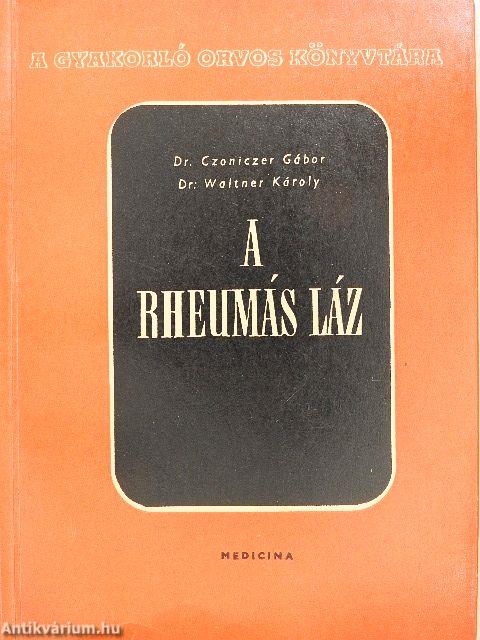 A GYAKORLÓ ORVOS KÖNYVTÁRA
Dr. Czoniczer Gábor
Dr. Waltner Károly
A
RHEUMÁS LÁZ
MEDICINA
Antikvárium.hu